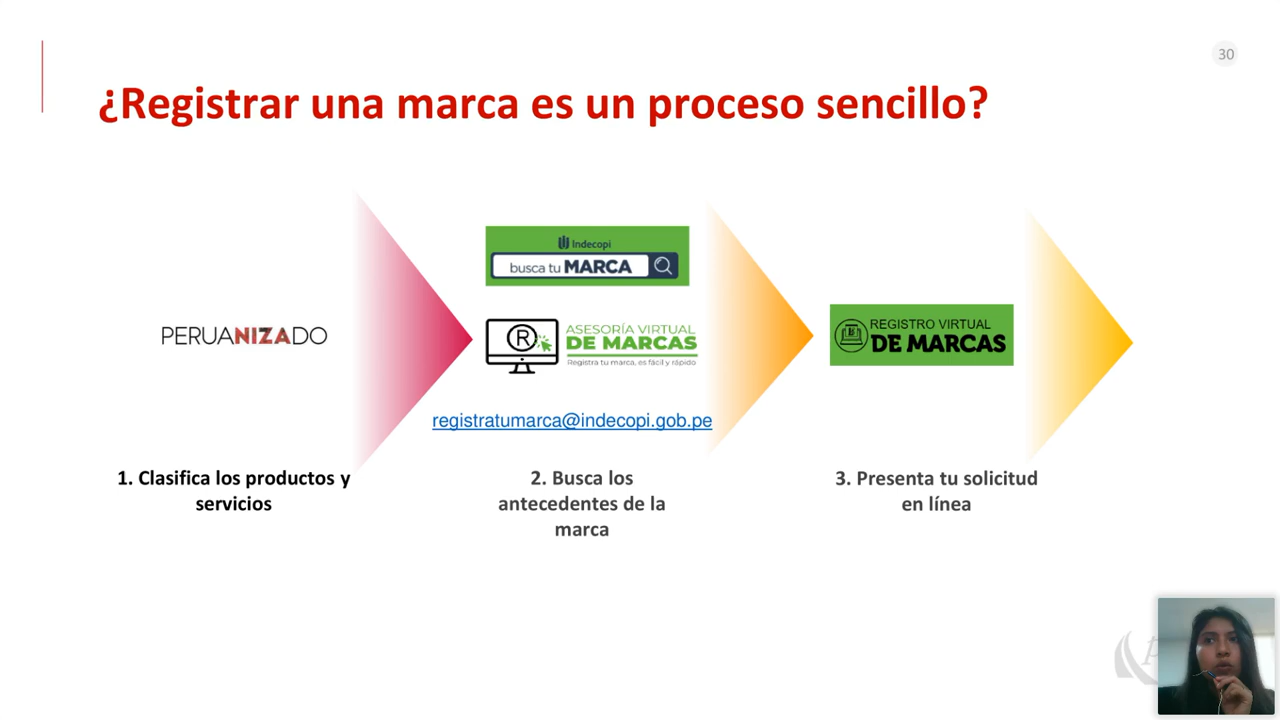 30
¿Registrar una marca es un proceso sencillo?
PERUANIZADO
Indecopi
busca tu MARCA
R
ASESORÍA VIRTUAL
DE MARCAS
Registra tu marca, es fácil y rápido
registratumarca@indecopi.gob.pe
REGISTRO VIRTUAL
DE MARCAS
1. Clasifica los productos y
servicios
2. Busca los
antecedentes de la
marca
3. Presenta tu solicitud
en línea